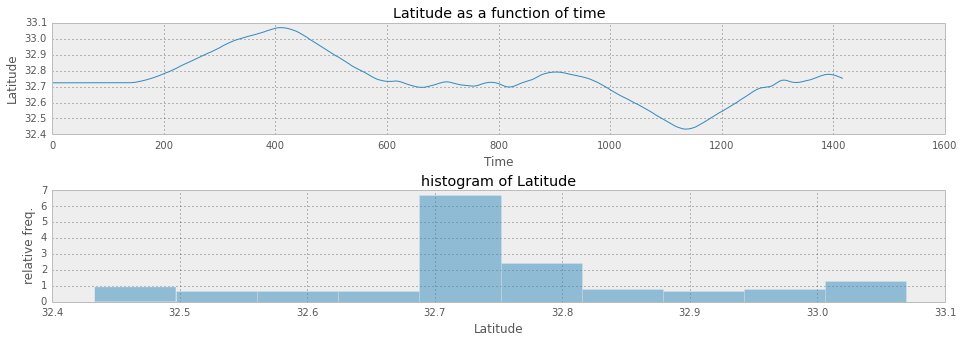 Latitude as a function of time
33.1
33.0
32.9
32.8
32.7
32.6
32.5
32.4
Latitude
0 200 400 600 800 1000 1200 1400 1600
Time
histogram of Latitude
7
6
5
4
3
2
1
0
relative freq.
32.4 32.5 32.6 32.7 32.8 32.9 33.0 33.1
Latitude